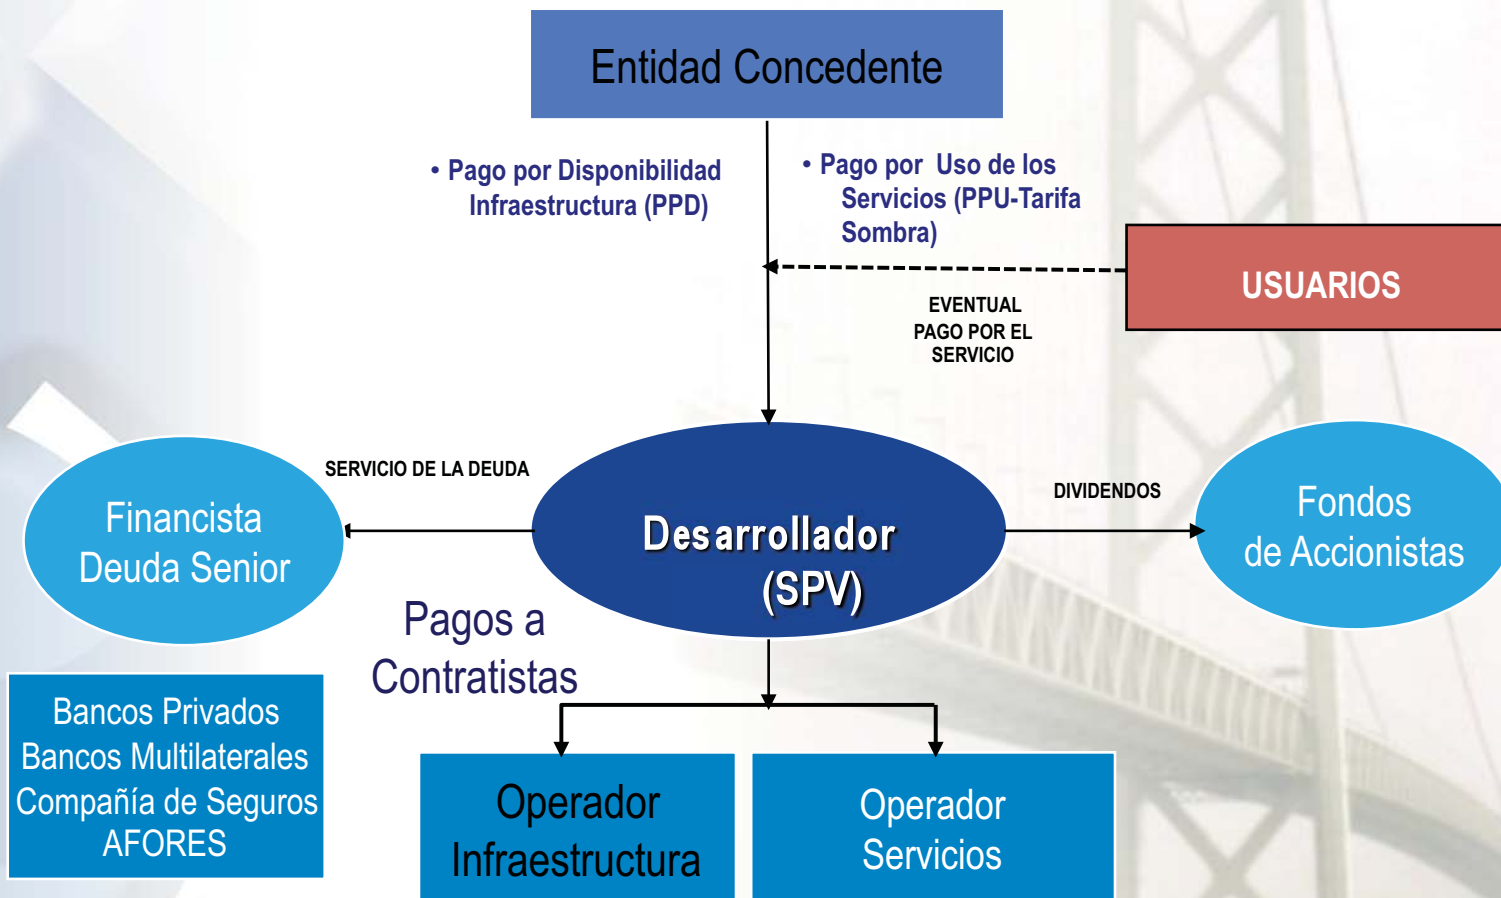 Entidad Concedente
• Pago por Disponibilidad
Infraestructura (PPD)
• Pago por Uso de los
Servicios (PPU-Tarifa
Sombra)
USUARIOS
EVENTUAL
PAGO POR EL
SERVICIO
SERVICIO DE LA DEUDA
DIVIDENDOS
Financista
Deuda Senior
Desarrollador
(SPV)
Fondos
de Accionistas
Pagos a
Contratistas
Bancos Privados
Bancos Multilaterales
Compañía de Seguros
AFORES
Operador
Infraestructura
Operador
Servicios